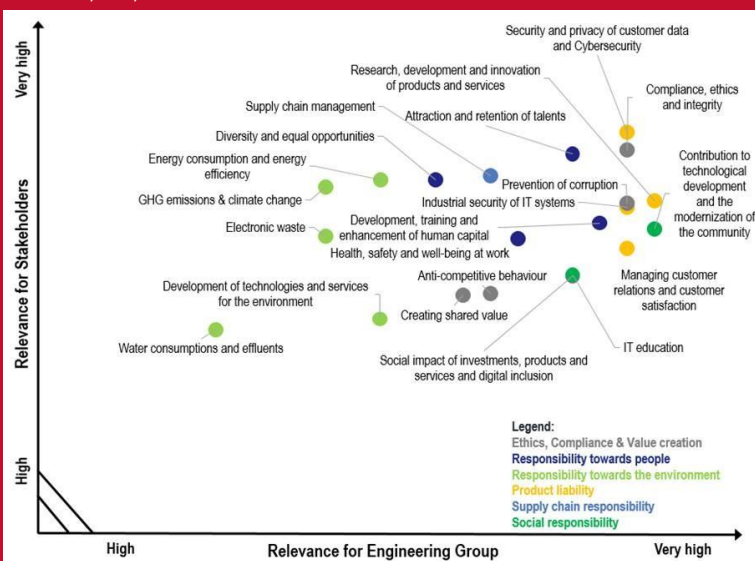 Security and privacy of customer data
and Cybersecurity
Very high
Research, development and innovation
of products and services
Compliance, ethics
and integrity
Supply chain management
Attraction and retention of talents
Diversity and equal opportunities
Energy consumption and energy
efficiency
Contribution to
technological
development
and the
modernization of
the community
Prevention of corruption
GHG emissions & climate change
Industrial security of IT systems
Relevance for Stakeholders
Electronic waste
Development, training and
enhancement of human capital
Health, safety and well-being at work
Anti-competitive behaviour
Managing customer
relations and customer
satisfaction
Development of technologies and services
for the environment
Creating shared value
Water consumptions and effluents
IT education
Social impact of investments, products and
services and digital inclusion
Legend:
Ethics, Compliance & Value creation
Responsibility towards people
Responsibility towards the environment
Product liability
Supply chain responsibility
Social responsibility
High
High
Relevance for Engineering Group
Very high